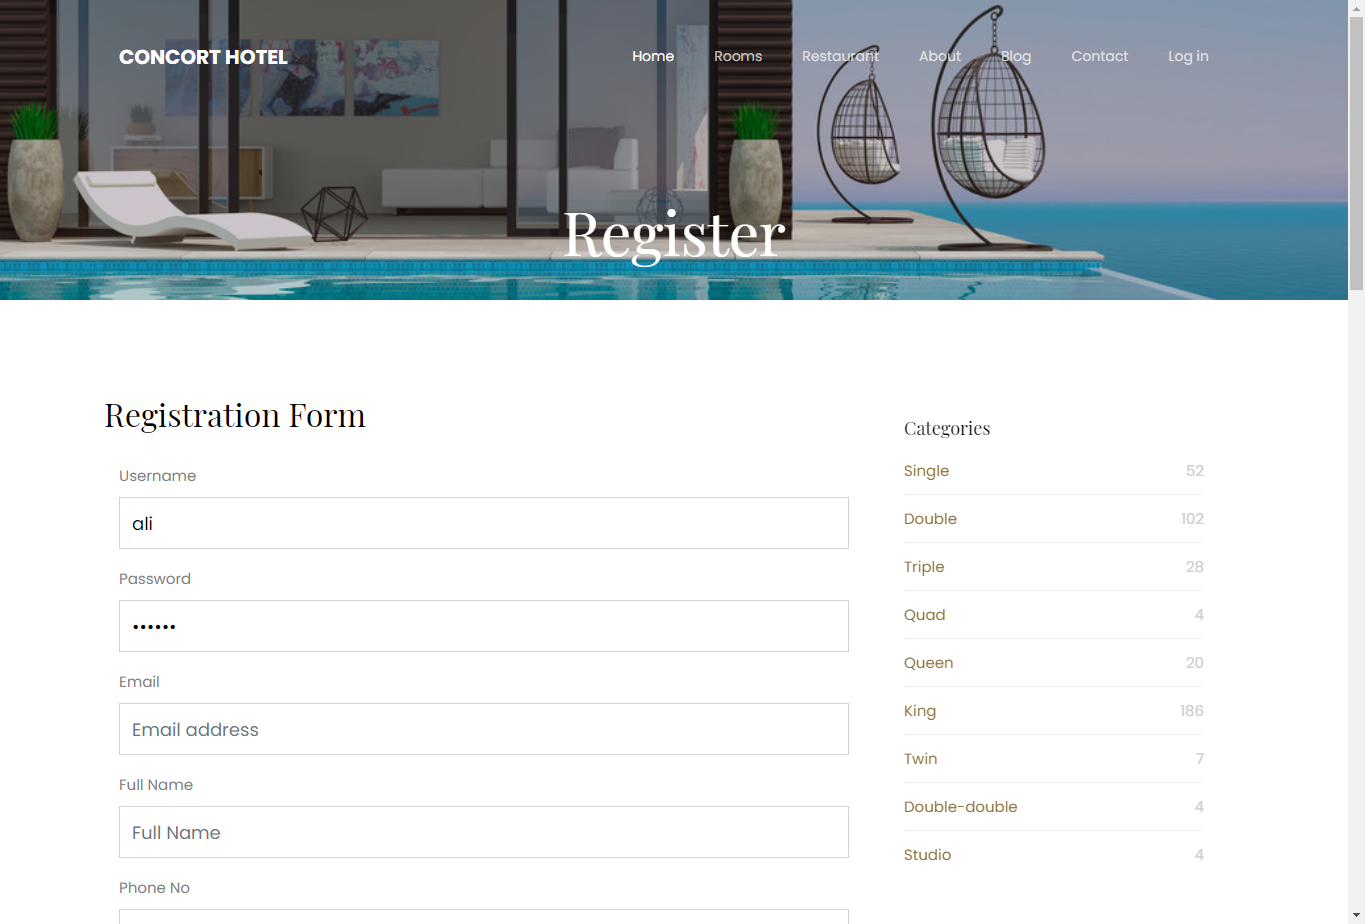 CONCORT HOTEL
Home Rooms Restaurant About Blog Contact Log in
Register
Registration Form
Username
ali
Password
••••••
Email
Email address
Full Name
Full Name
Phone No
Categories
Single 52
Double 102
Triple 28
Quad 4
Queen 20
King 186
Twin 7
Double-double 4
Studio 4